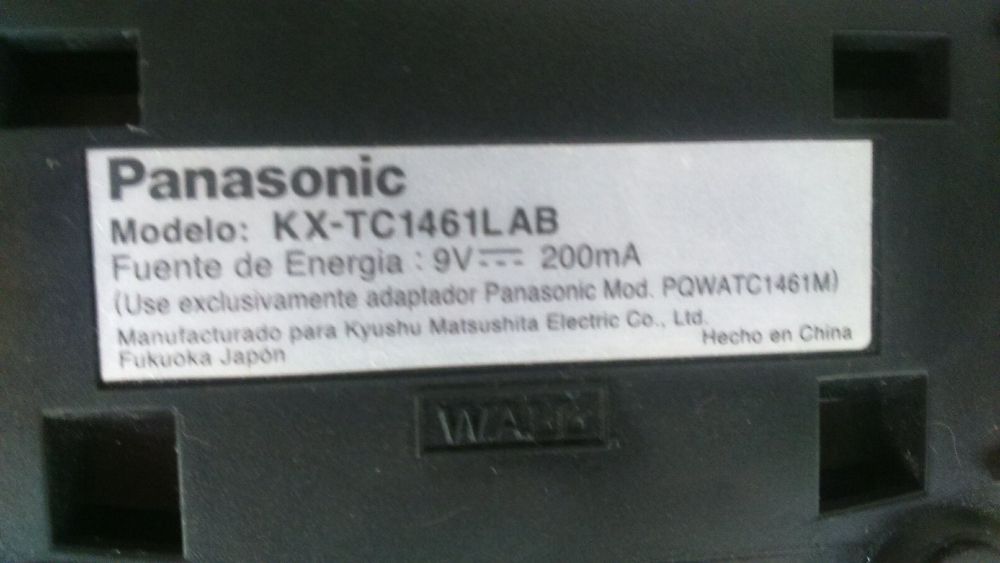 Panasonic
Modelo: KX-TC1461LAB
Fuente de Energia : 9V⎓ 200mA
(Use exclusivamente adaptador Panasonic Mod. PQWATC1461M)
Manufacturado para Kyushu Matsushita Electric Co., Ltd.
Fukuoka Japón Hecho en China
WALL